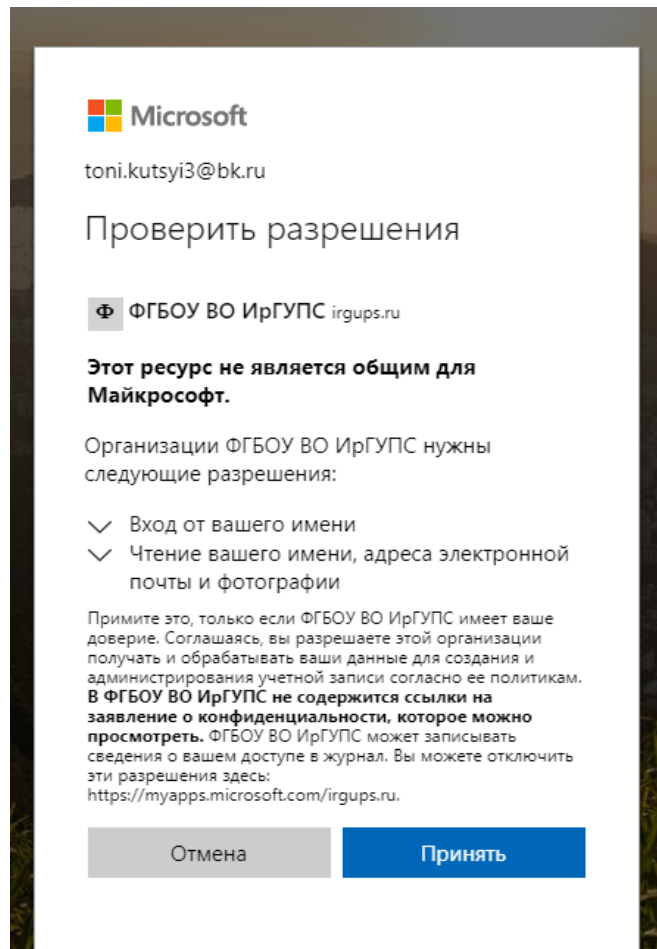 Microsoft
toni.kutsyi3@bk.ru
Проверить разрешения
Ф ФГБОУ ВО ИрГУПС irgups.ru
Этот ресурс не является общим для
Майкрософт.
Организации ФГБОУ ВО ИрГУПС нужны
следующие разрешения:
Вход от вашего имени
Чтение вашего имени, адреса электронной
почты и фотографии
Примите это, только если ФГБОУ ВО ИрГУПС имеет ваше
доверие. Соглашаясь, вы разрешаете этой организации
получать и обрабатывать ваши данные для создания и
администрирования учетной записи согласно ее политикам.
В ФГБОУ ВО ИрГУПС не содержится ссылки на
заявление о конфиденциальности, которое можно
просмотреть. ФГБОУ ВО ИрГУПС может записывать
сведения о вашем доступе в журнал. Вы можете отключить
эти разрешения здесь:
https://myapps.microsoft.com/irgups.ru.
Отмена Принять